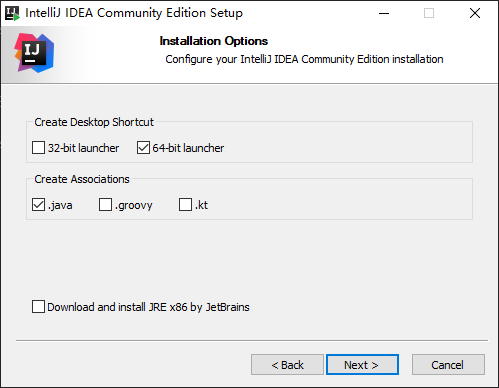 IntelliJ IDEA Community Edition Setup
IJ
Installation Options
Configure your IntelliJ IDEA Community Edition installation
Create Desktop Shortcut
32-bit launcher 64-bit launcher
Create Associations
.java .groovy .kt
Download and install JRE x86 by JetBrains
< Back Next > Cancel